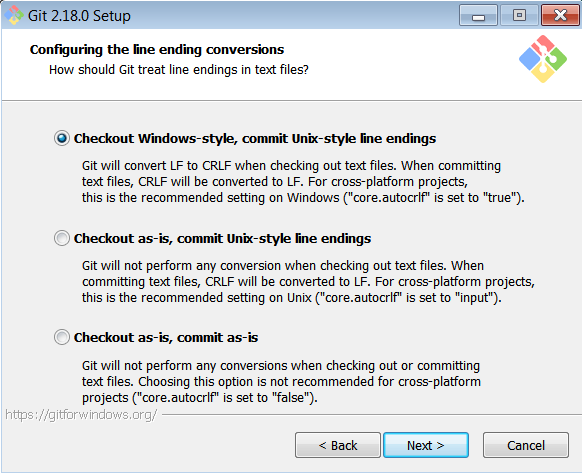 Git 2.18.0 Setup
Configuring the line ending conversions
How should Git treat line endings in text files?
Checkout Windows-style, commit Unix-style line endings
Git will convert LF to CRLF when checking out text files. When committing
text files, CRLF will be converted to LF. For cross-platform projects,
this is the recommended setting on Windows ("core.autocrlf" is set to "true").
Checkout as-is, commit Unix-style line endings
Git will not perform any conversion when checking out text files. When
committing text files, CRLF will be converted to LF. For cross-platform projects,
this is the recommended setting on Unix ("core.autocrlf" is set to "input").
Checkout as-is, commit as-is
Git will not perform any conversions when checking out or committing
text files. Choosing this option is not recommended for cross-platform
projects ("core.autocrlf" is set to "false").
https://gitforwindows.org/
< Back Next > Cancel